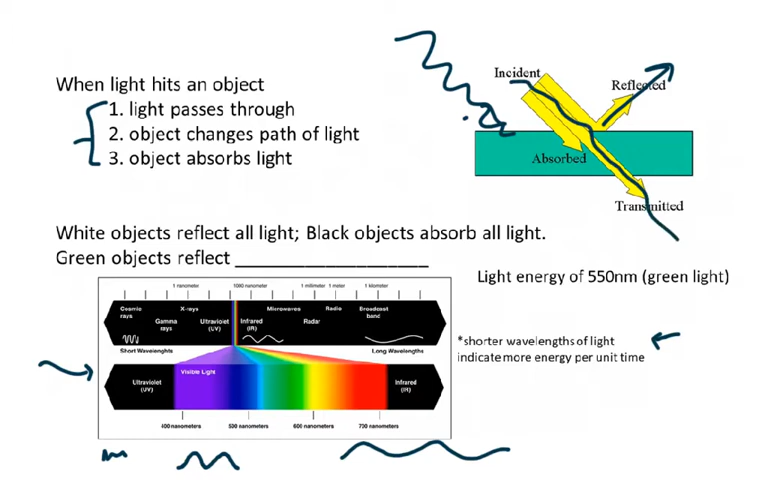 When light hits an object
1. light passes through
2. object changes path of light
3. object absorbs light
Incident
Reflected
Absorbed
Transmitted
White objects reflect all light; Black objects absorb all light.
Green objects reflect ____________________
Light energy of 550nm (green light)
1 nanometer 1000 nanometer 1 millimeter 1 meter 1 kilometer
Cosmic rays
Gamma rays
X-rays
Ultraviolet (UV)
Infrared (IR)
Microwaves
Radar
Radio
Broadcast band
Short Wavelenghts
Long Wavelenghts
Visible Light
Ultraviolet (UV)
Infrared (IR)
400 nanometers 500 nanometers 600 nanometers 700 nanometers
*shorter wavelengths of light
indicate more energy per unit time